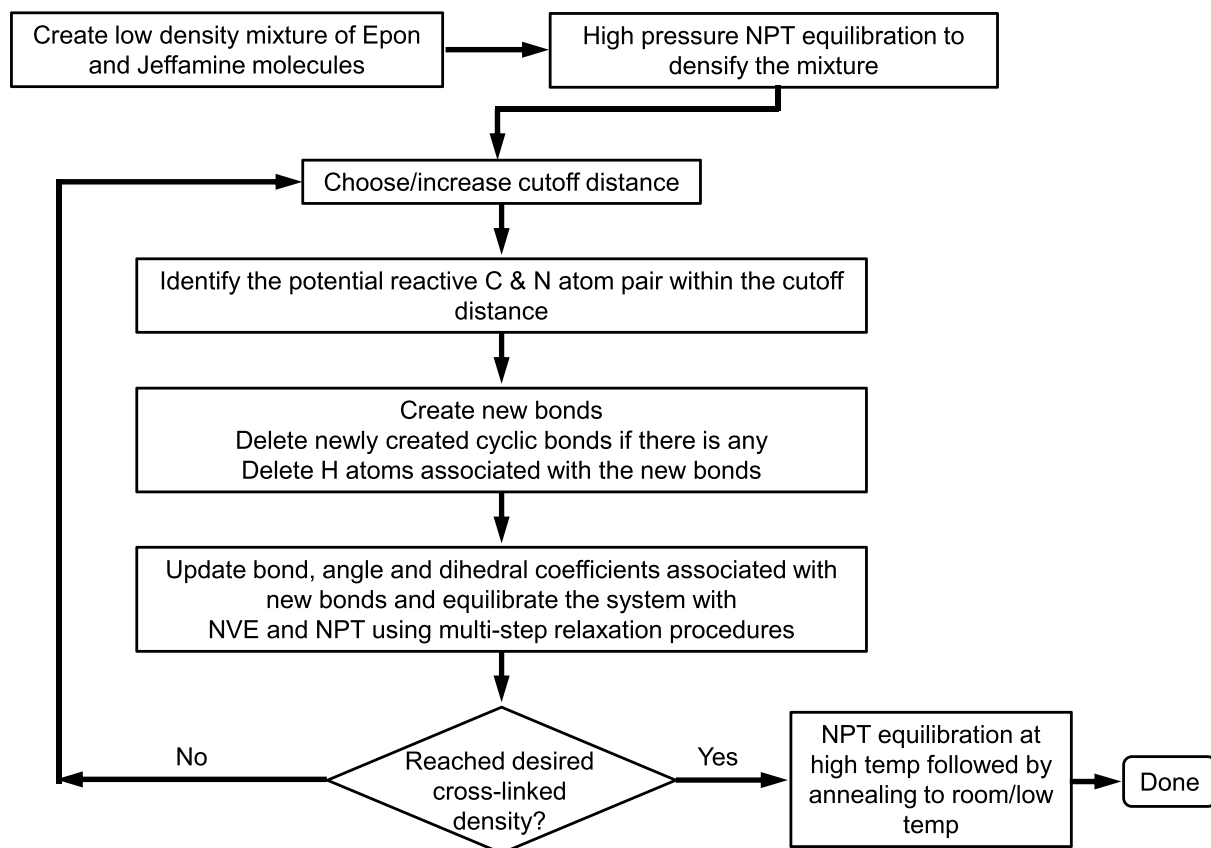 Create low density mixture of Epon
and Jeffamine molecules
High pressure NPT equilibration to
densify the mixture
Choose/increase cutoff distance
Identify the potential reactive C & N atom pair within the cutoff
distance
Create new bonds
Delete newly created cyclic bonds if there is any
Delete H atoms associated with the new bonds
Update bond, angle and dihedral coefficients associated with
new bonds and equilibrate the system with
NVE and NPT using multi-step relaxation procedures
No
Reached desired
cross-linked
density?
Yes
NPT equilibration at
high temp followed by
annealing to room/low
temp
Done